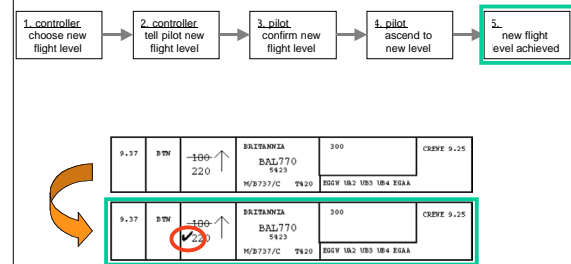 1. controller
choose new
flight level
2. controller
tell pilot new
flight level
3. pilot
confirm new
flight level
4. pilot
ascend to
new level
5.
new flight
level achieved
9.37 BTN 180 ↑ BRITANNIA 300 CREWE 9.25
220 BAL770
5423
M/B737/C T420 EGGW UA2 UB3 UB4 EGAA
9.37 BTN 180 ↑ BRITANNIA 300 CREWE 9.25
✔220 BAL770
5423
M/B737/C T420 EGGW UA2 UB3 UB4 EGAA